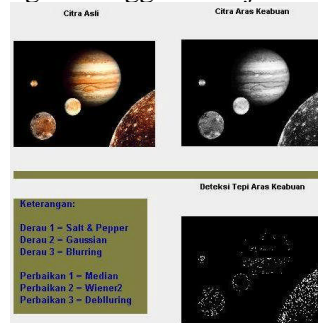 Citra Asli
Citra Aras Keabuan
Deteksi Tepi Aras Keabuan
Keterangan:
Derau 1 = Salt & Pepper
Derau 2 = Gaussian
Derau 3 = Blurring
Perbaikan 1 = Median
Perbaikan 2 = Wiener2
Perbaikan 3 = Deblluring